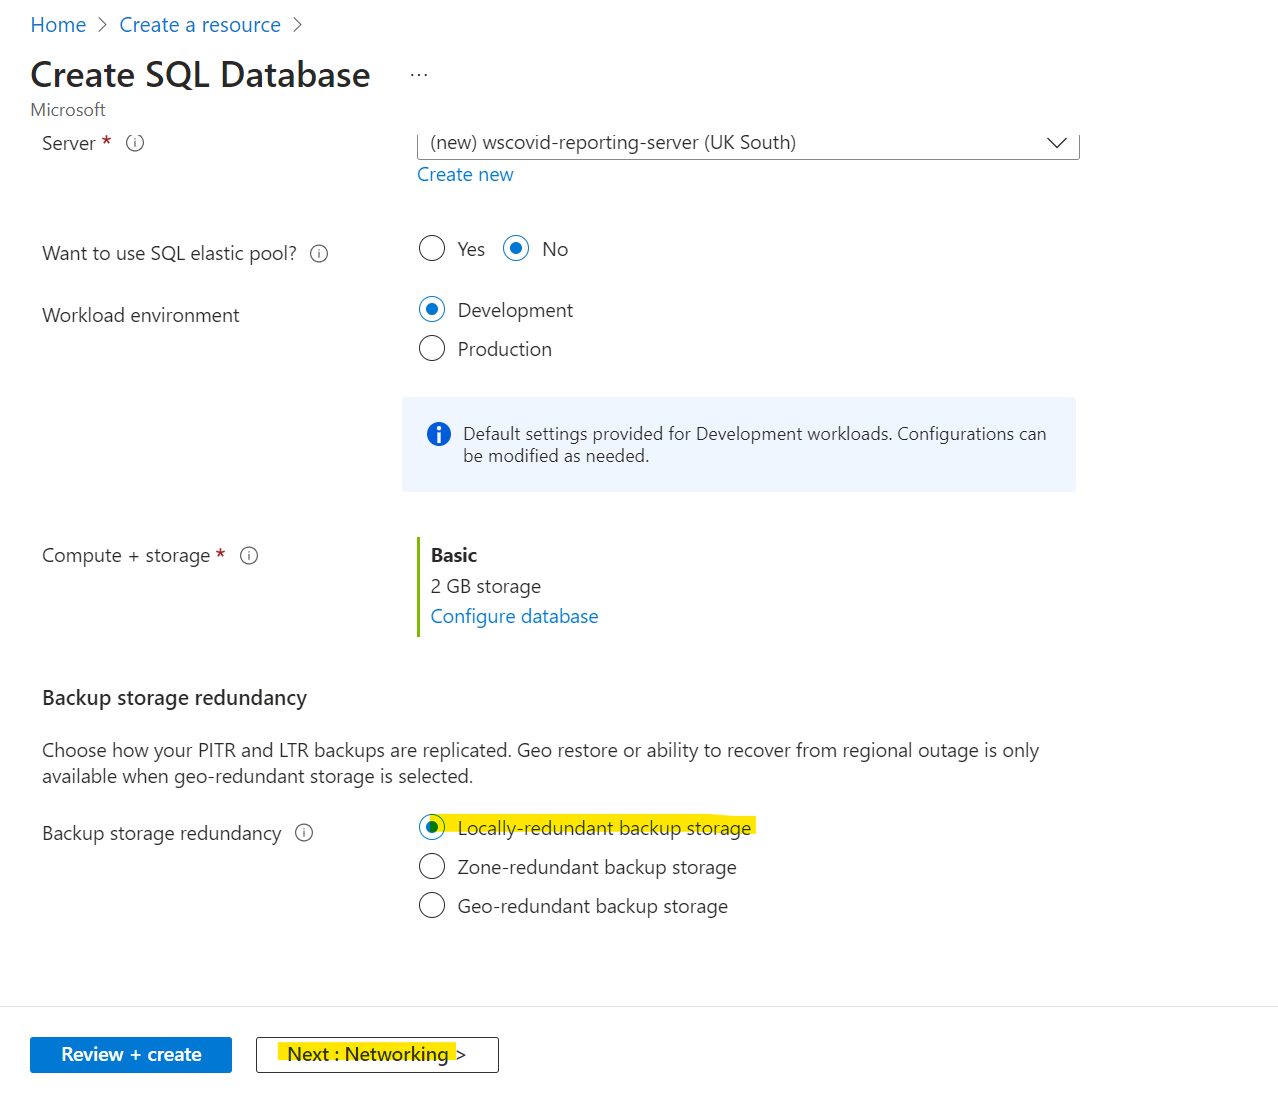 Home > Create a resource >
Create SQL Database ...
Microsoft
Server *
(new) wscovid-reporting-server (UK South)
Create new
Want to use SQL elastic pool?
Yes No
Workload environment
Development
Production
Default settings provided for Development workloads. Configurations can
be modified as needed.
Compute + storage *
Basic
2 GB storage
Configure database
Backup storage redundancy
Choose how your PITR and LTR backups are replicated. Geo restore or ability to recover from regional outage is only
available when geo-redundant storage is selected.
Backup storage redundancy
Locally-redundant backup storage
Zone-redundant backup storage
Geo-redundant backup storage
Review + create
Next : Networking >